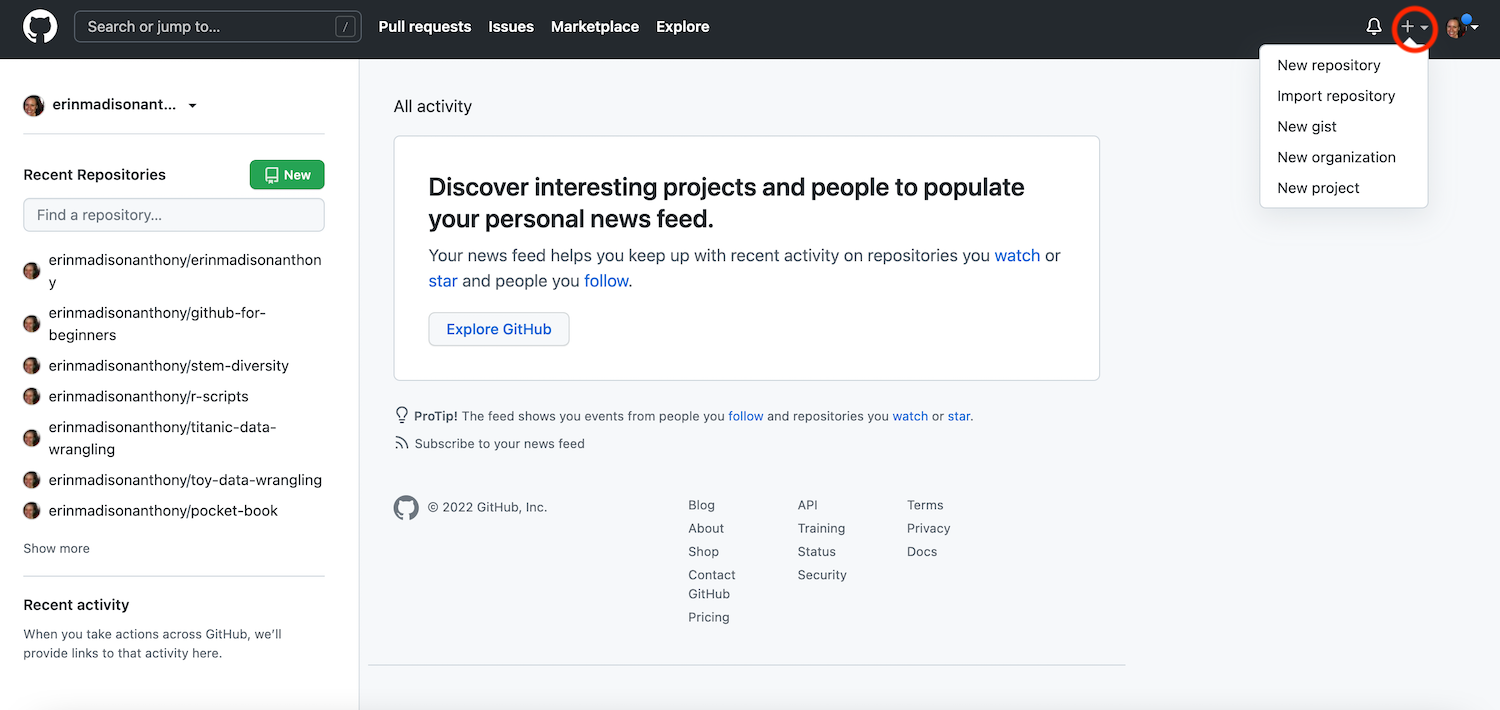 Search or jump to... /
Pull requests
Issues
Marketplace
Explore
New repository
Import repository
New gist
New organization
New project
erinmadisonant...
Recent Repositories
New
Find a repository...
erinmadisonanthony/erinmadisonanthon
y
erinmadisonanthony/github-for-
beginners
erinmadisonanthony/stem-diversity
erinmadisonanthony/r-scripts
erinmadisonanthony/titanic-data-
wrangling
erinmadisonanthony/toy-data-wrangling
erinmadisonanthony/pocket-book
Show more
Recent activity
When you take actions across GitHub, we’ll
provide links to that activity here.
All activity
Discover interesting projects and people to populate
your personal news feed.
Your news feed helps you keep up with recent activity on repositories you watch or
star and people you follow.
Explore GitHub
ProTip! The feed shows you events from people you follow and repositories you watch or star.
Subscribe to your news feed
© 2022 GitHub, Inc.
Blog
About
Shop
Contact
GitHub
Pricing
API
Training
Status
Security
Terms
Privacy
Docs